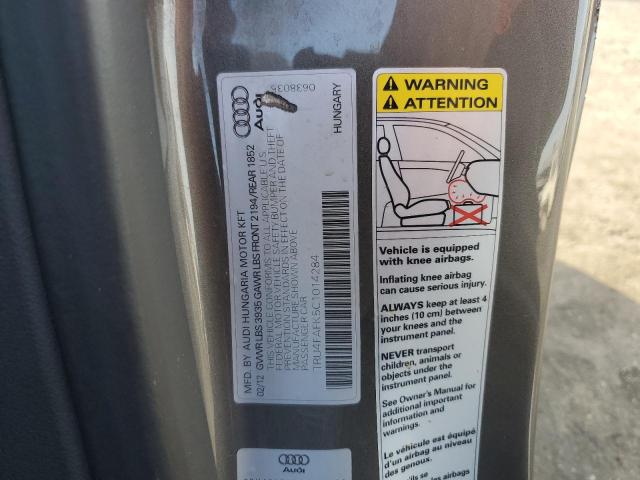 Audi
0638035
HUNGARY
MFD. BY AUDI HUNGARIA MOTOR KFT
02/12 GVWR LBS 3935 GAWR LBS FRONT 2194/REAR 1852
THIS VEHICLE CONFORMS TO ALL APPLICABLE U.S.
FEDERAL MOTOR VEHICLE SAFETY BUMPER AND THEFT
PREVENTION STANDARDS IN EFFECT ON THE DATE OF
MANUFACTURE SHOWN ABOVE
PASSENGER CAR
TRU4FAFK5C1014284
WARNING
ATTENTION
Vehicle is equipped
with knee airbags.
Inflating knee airbag
can cause serious injury.
ALWAYS keep at least 4
inches (10 cm) between
your knees and the
instrument panel.
NEVER transport
children, animals or
objects under the
instrument panel.
See Owner's Manual for
additional important
information and
warnings.
Le véhicule est équipé
d'un airbag au niveau
des genoux.
se
airbags
Audi